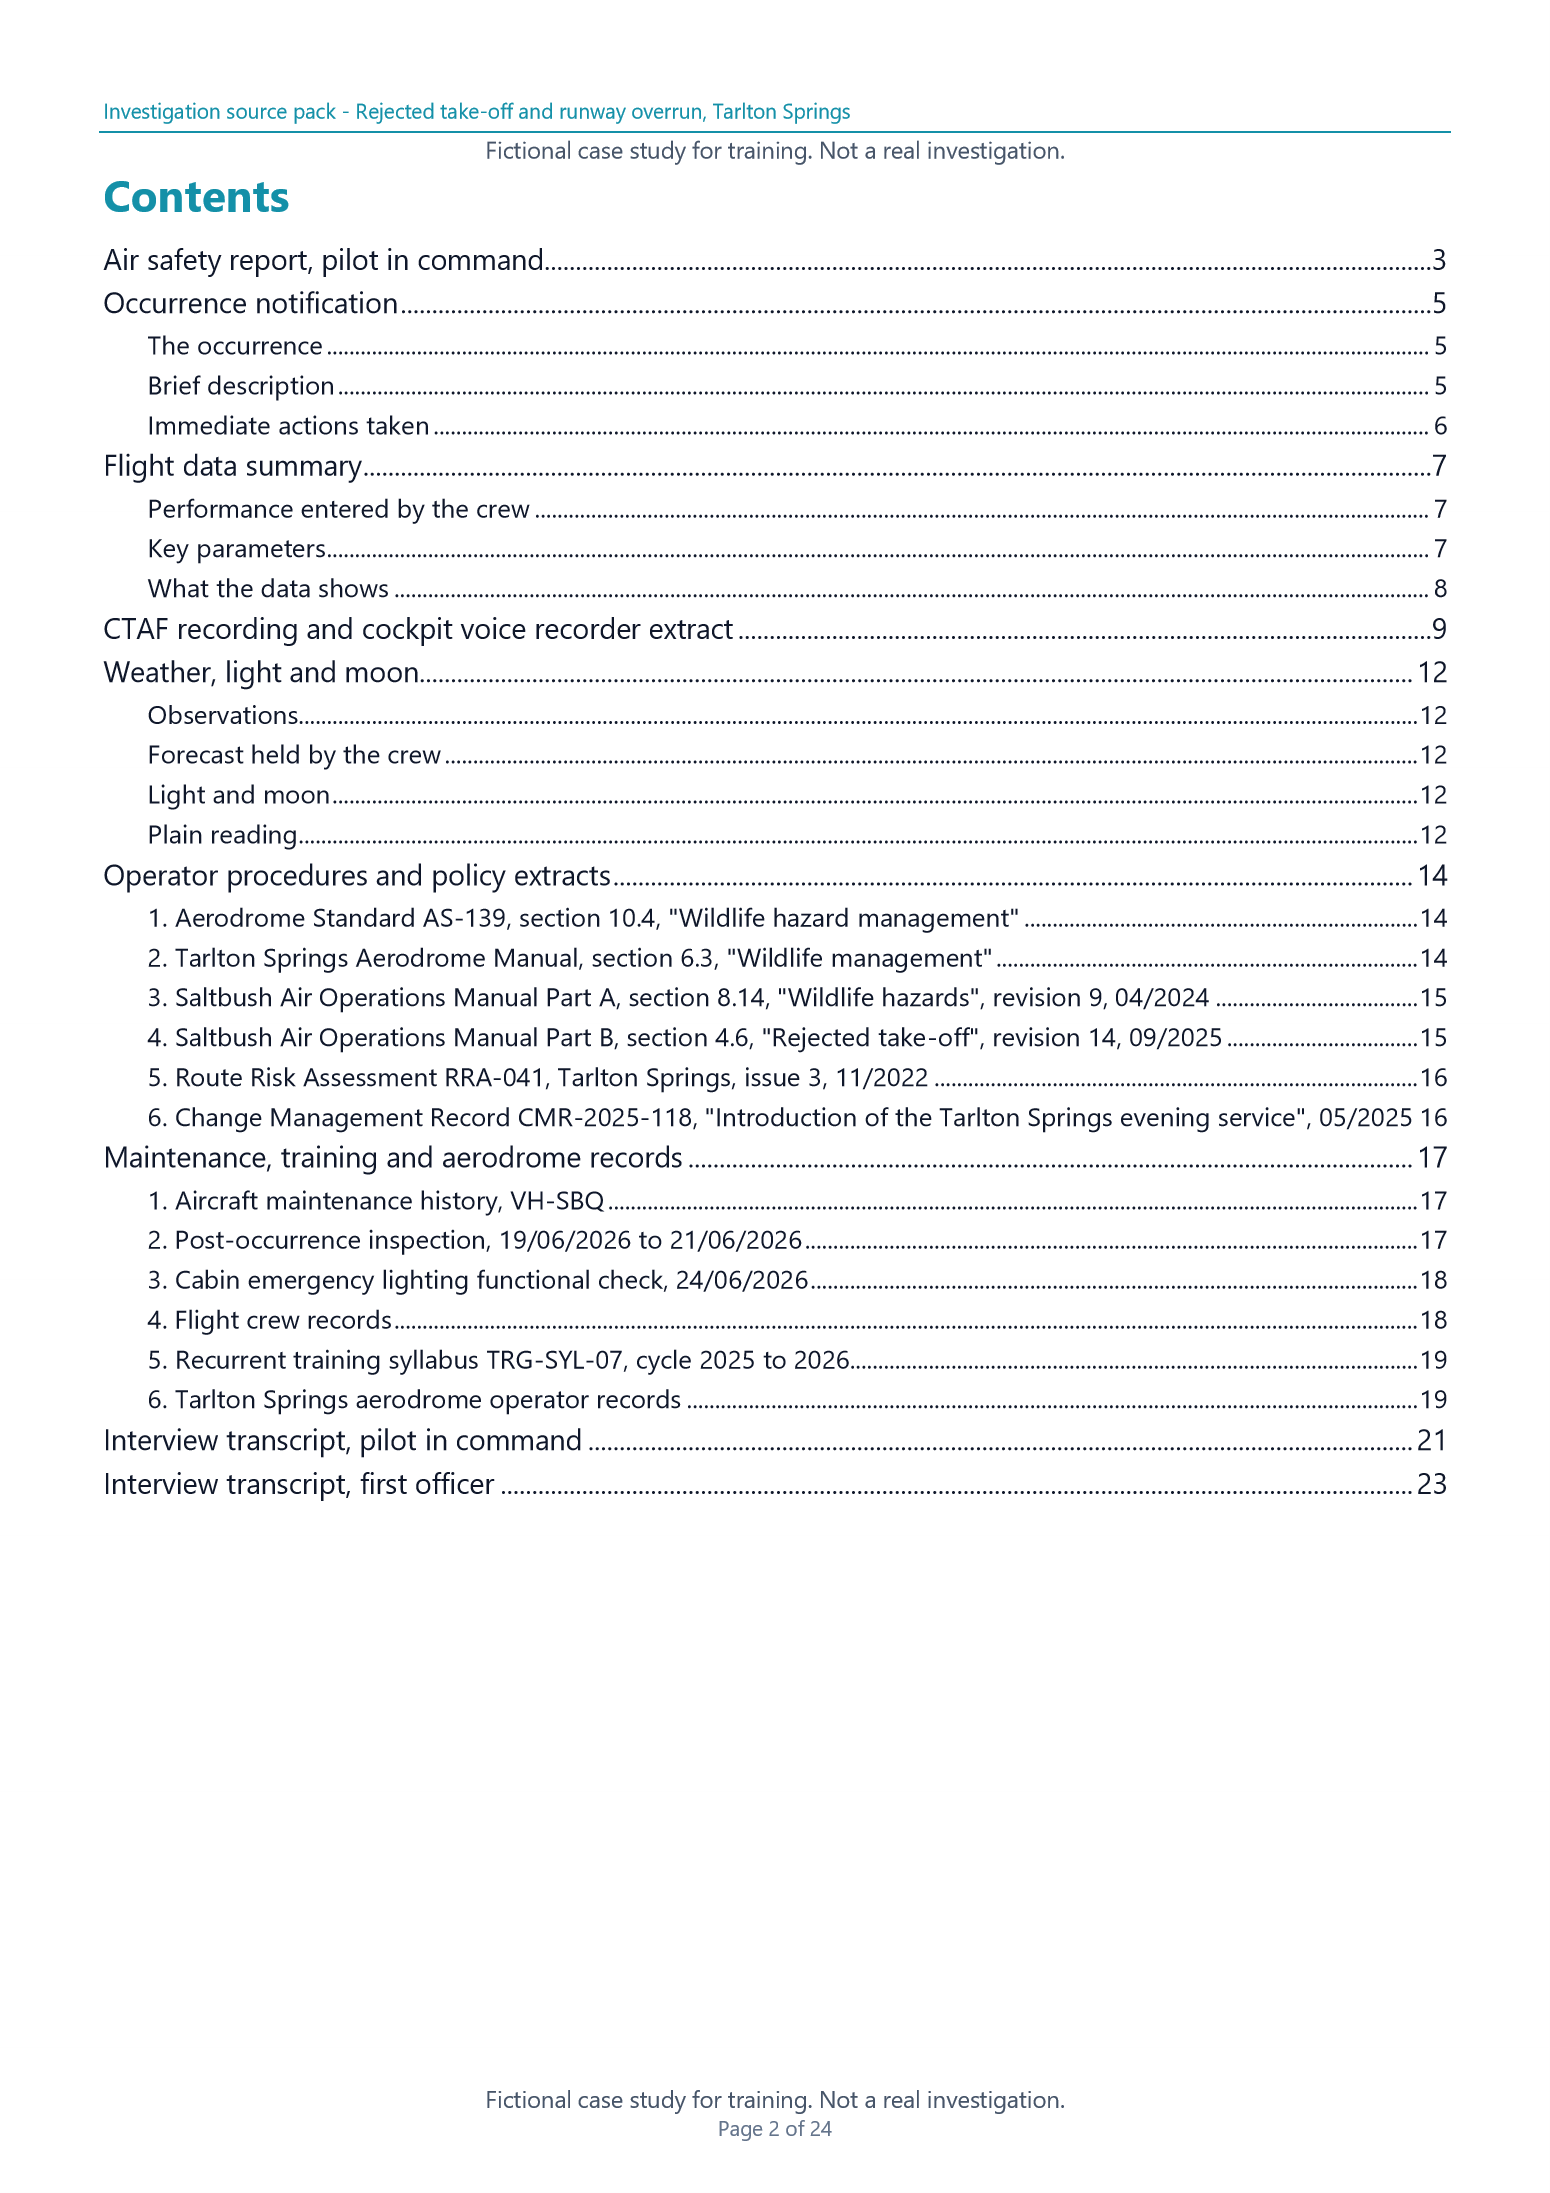 Investigation source pack - Rejected take-off and runway overrun, Tarlton Springs
Fictional case study for training. Not a real investigation.
Contents
Air safety report, pilot in command 3
Occurrence notification 5
The occurrence 5
Brief description 5
Immediate actions taken 6
Flight data summary 7
Performance entered by the crew 7
Key parameters 7
What the data shows 8
CTAF recording and cockpit voice recorder extract 9
Weather, light and moon 12
Observations 12
Forecast held by the crew 12
Light and moon 12
Plain reading 12
Operator procedures and policy extracts 14
1. Aerodrome Standard AS-139, section 10.4, "Wildlife hazard management" 14
2. Tarlton Springs Aerodrome Manual, section 6.3, "Wildlife management" 14
3. Saltbush Air Operations Manual Part A, section 8.14, "Wildlife hazards", revision 9, 04/2024 15
4. Saltbush Air Operations Manual Part B, section 4.6, "Rejected take-off", revision 14, 09/2025 15
5. Route Risk Assessment RRA-041, Tarlton Springs, issue 3, 11/2022 16
6. Change Management Record CMR-2025-118, "Introduction of the Tarlton Springs evening service", 05/2025 16
Maintenance, training and aerodrome records 17
1. Aircraft maintenance history, VH-SBQ 17
2. Post-occurrence inspection, 19/06/2026 to 21/06/2026 17
3. Cabin emergency lighting functional check, 24/06/2026 18
4. Flight crew records 18
5. Recurrent training syllabus TRG-SYL-07, cycle 2025 to 2026 19
6. Tarlton Springs aerodrome operator records 19
Interview transcript, pilot in command 21
Interview transcript, first officer 23
Fictional case study for training. Not a real investigation.
Page 2 of 24